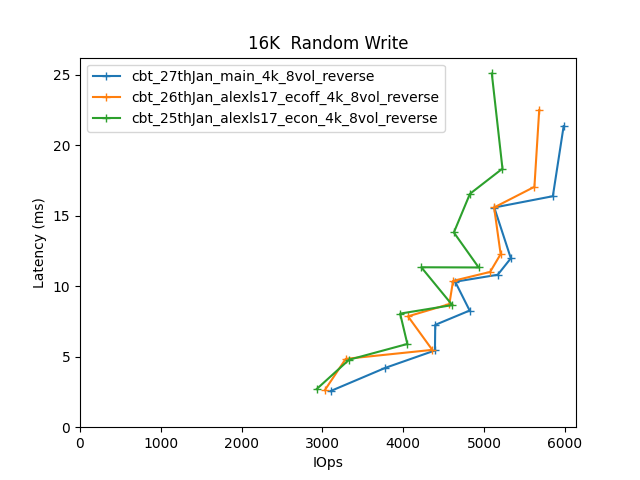 16K  Random Write
cbt_27thJan_main_4k_8vol_reverse
cbt_26thJan_alexls17_ecoff_4k_8vol_reverse
cbt_25thJan_alexls17_econ_4k_8vol_reverse
25
20
15
10
5
0
Latency (ms)
0 1000 2000 3000 4000 5000 6000
IOps